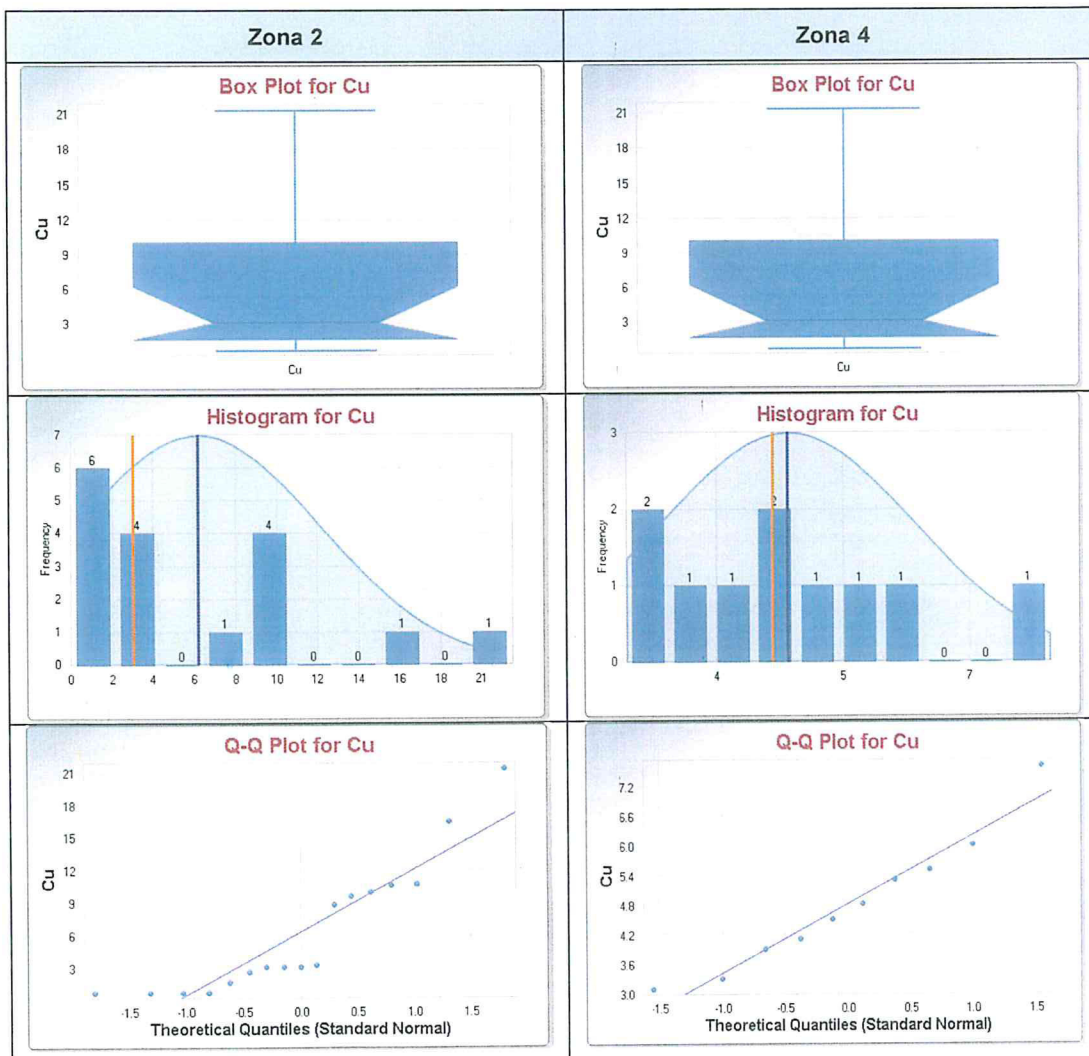 Zona 2
Zona 4
Box Plot for Cu
21
18
15
12
9
6
3
Cu
Cu
Box Plot for Cu
21
18
15
12
9
6
3
Cu
Cu
Histogram for Cu
7
6
5
4
3
2
1
0
Frequency
6 4 0 1 4 0 0 1 0 1
0 2 4 6 8 10 12 14 16 18 21
Histogram for Cu
3
2
1
0
Frequency
2 1 1 2 1 1 1 0 0 1
4 5 7
Q-Q Plot for Cu
21
18
15
12
9
6
3
Cu
-1.5 -1.0 -0.5 0.0 0.5 1.0 1.5
Theoretical Quantiles (Standard Normal)
Q-Q Plot for Cu
7.2
6.6
6.0
5.4
4.8
4.2
3.6
3.0
Cu
-1.5 -1.0 -0.5 0.0 0.5 1.0 1.5
Theoretical Quantiles (Standard Normal)